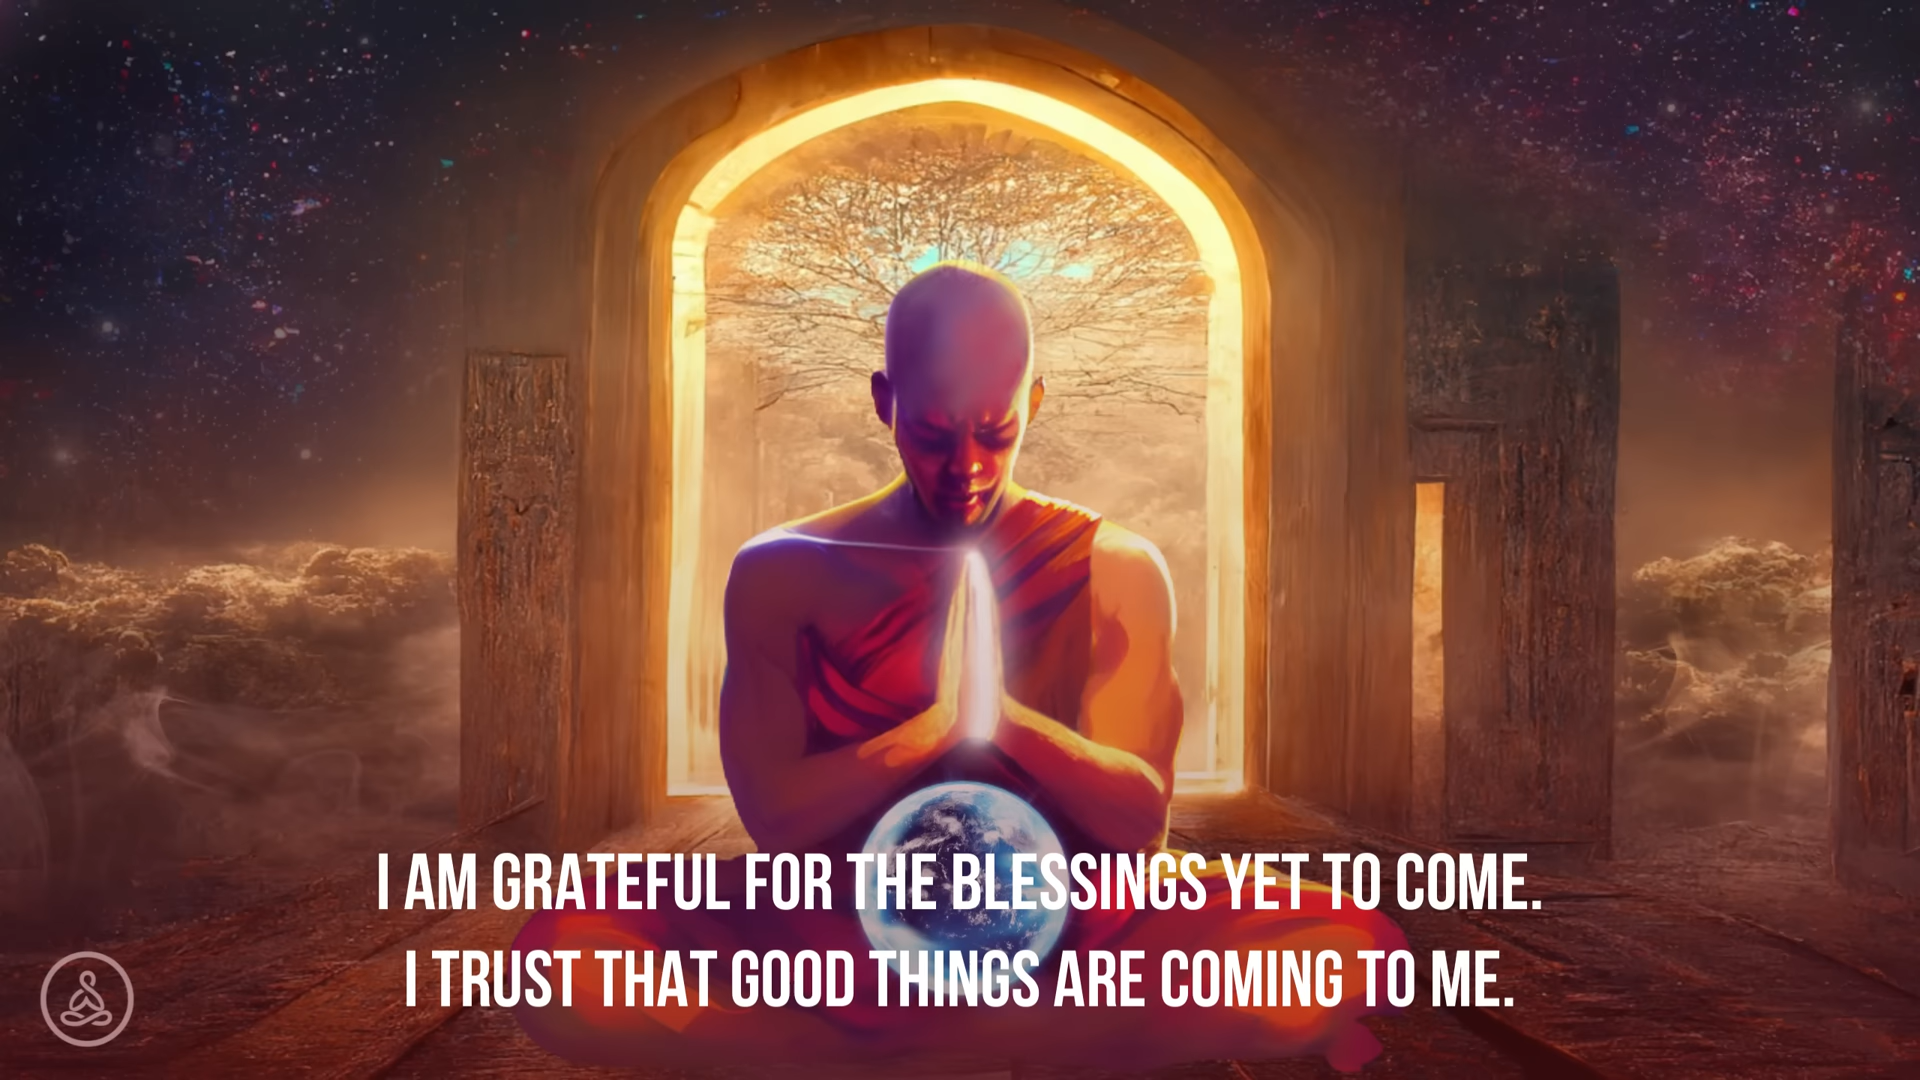 I AM GRATEFUL FOR THE BLESSINGS YET TO COME.
I TRUST THAT GOOD THINGS ARE COMING TO ME.